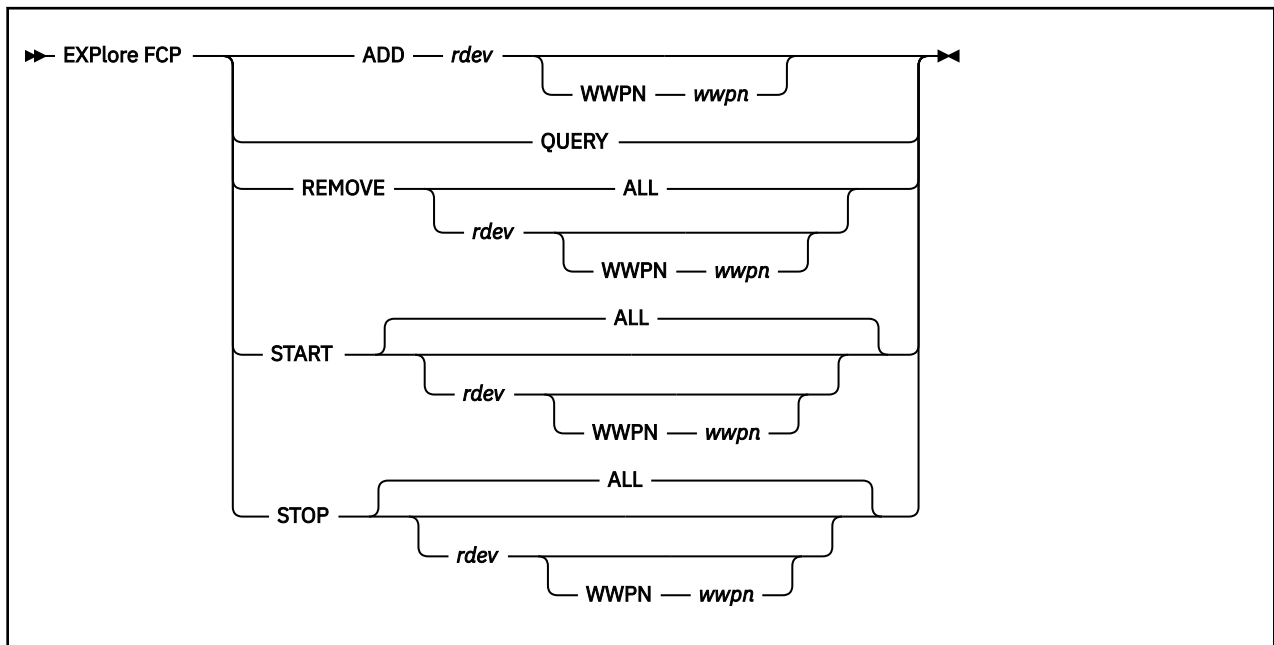 EXPlore FCP ADD rdev
WWPN wwpn
QUERY
REMOVE ALL
rdev
WWPN wwpn
ALL
START
rdev
WWPN wwpn
ALL
STOP
rdev
WWPN wwpn